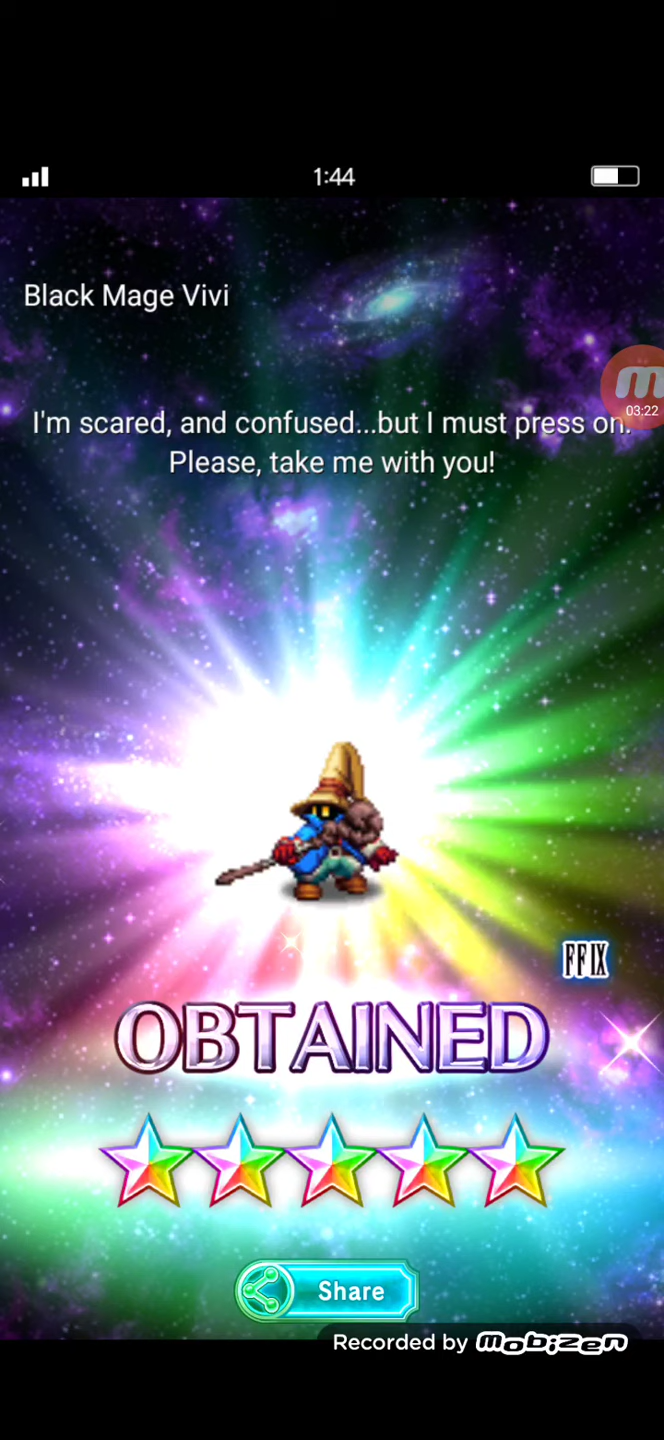 1:44
Black Mage Vivi
03:22
I'm scared, and confused...but I must press on.
Please, take me with you!
FFIX
OBTAINED
Share
Recorded by mobizen